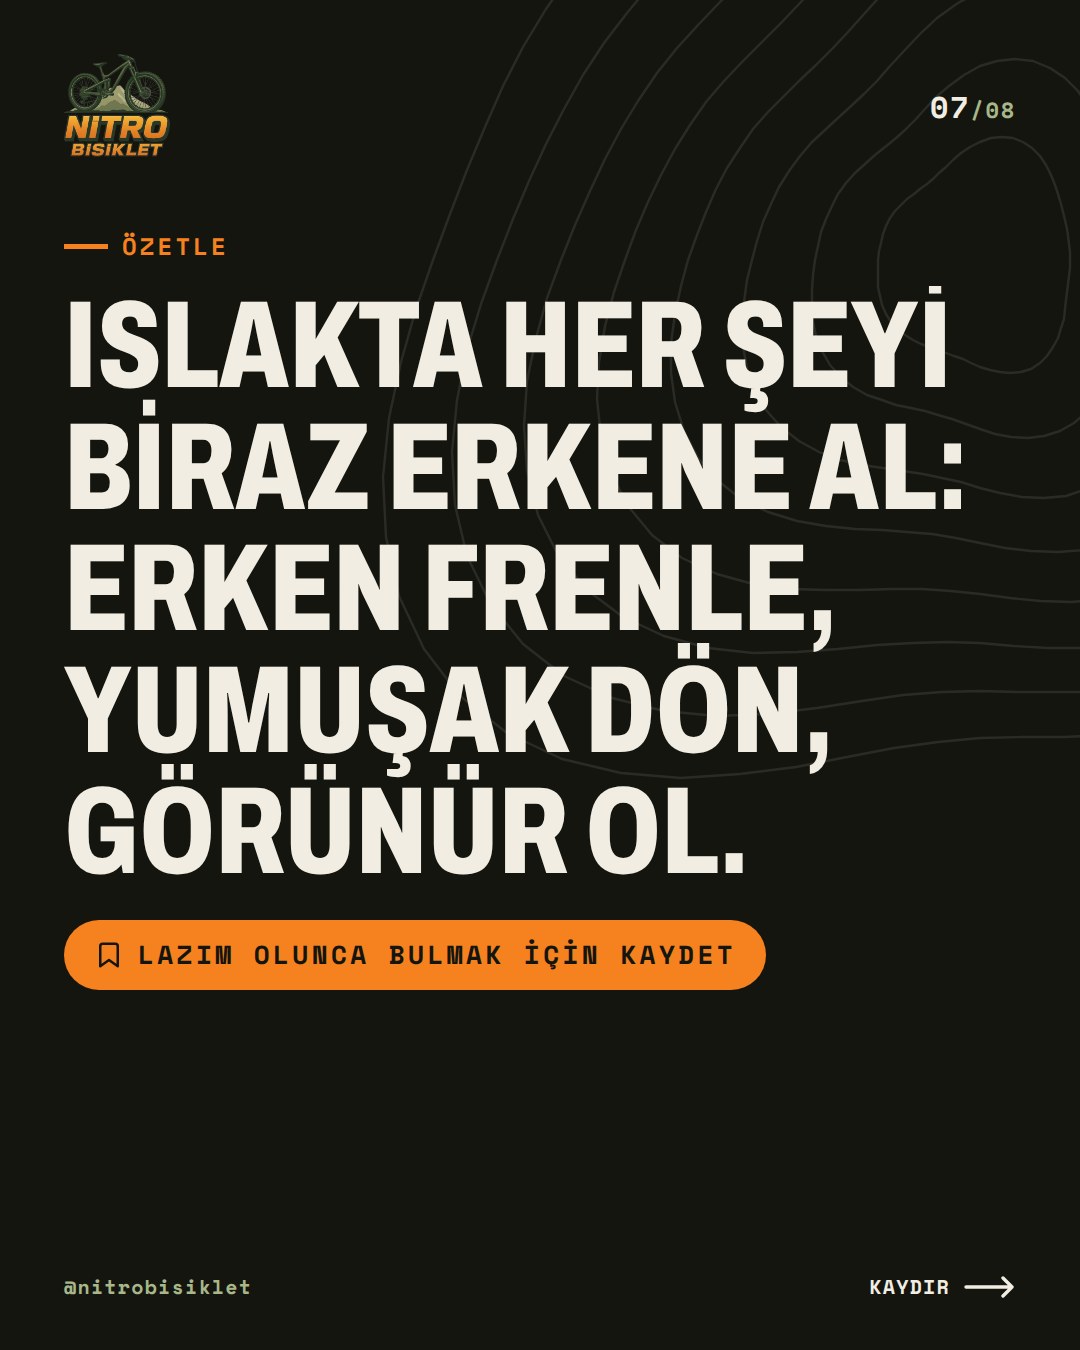 NiTRO
BISIKLET
07/08
ÖZETLE
ISLAKTA HER ŞEYİ
BİRAZ ERKENE AL:
ERKEN FRENLE,
YUMUŞAK DÖN,
GÖRÜNÜR OL.
LAZIM OLUNCA BULMAK İÇİN KAYDET
@nitrobisiklet
KAYDIR